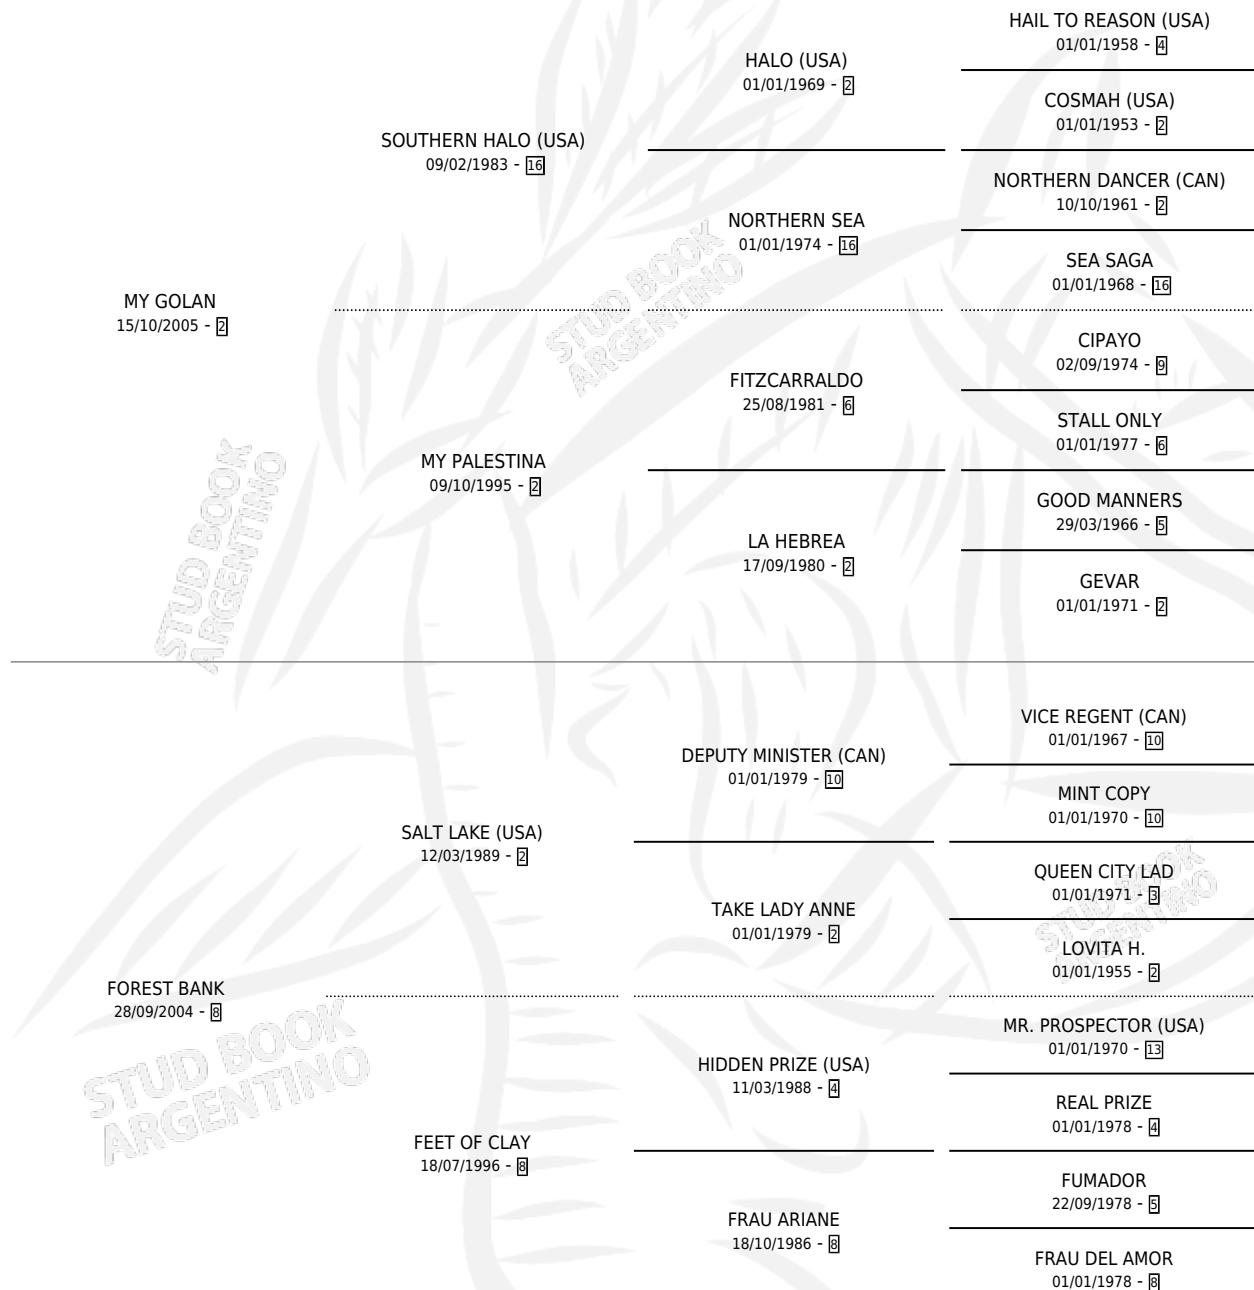 HAIL TO REASON (USA)
01/01/1958 - 4
HALO (USA)
01/01/1969 - 2
COSMAH (USA)
01/01/1953 - 2
SOUTHERN HALO (USA)
09/02/1983 - 16
NORTHERN DANCER (CAN)
10/10/1961 - 2
NORTHERN SEA
01/01/1974 - 16
SEA SAGA
01/01/1968 - 16
MY GOLAN
15/10/2005 - 2
CIPAYO
02/09/1974 - 9
FITZCARRALDO
25/08/1981 - 6
STALL ONLY
01/01/1977 - 6
MY PALESTINA
09/10/1995 - 2
GOOD MANNERS
29/03/1966 - 5
LA HEBREA
17/09/1980 - 2
GEVAR
01/01/1971 - 2
STUD BOOK
ARGENTINO
STUD BOOK
ARGENTINO
VICE REGENT (CAN)
01/01/1967 - 10
DEPUTY MINISTER (CAN)
01/01/1979 - 10
MINT COPY
01/01/1970 - 10
SALT LAKE (USA)
12/03/1989 - 2
QUEEN CITY LAD
01/01/1971 - 3
TAKE LADY ANNE
01/01/1979 - 2
LOVITA H.
01/01/1955 - 2
FOREST BANK
28/09/2004 - 8
MR. PROSPECTOR (USA)
01/01/1970 - 13
HIDDEN PRIZE (USA)
11/03/1988 - 4
REAL PRIZE
01/01/1978 - 4
FEET OF CLAY
18/07/1996 - 8
FUMADOR
22/09/1978 - 5
FRAU ARIANE
18/10/1986 - 8
FRAU DEL AMOR
01/01/1978 - 8
STUD BOOK
ARGENTINO
STUD BOOK
ARGENTINO